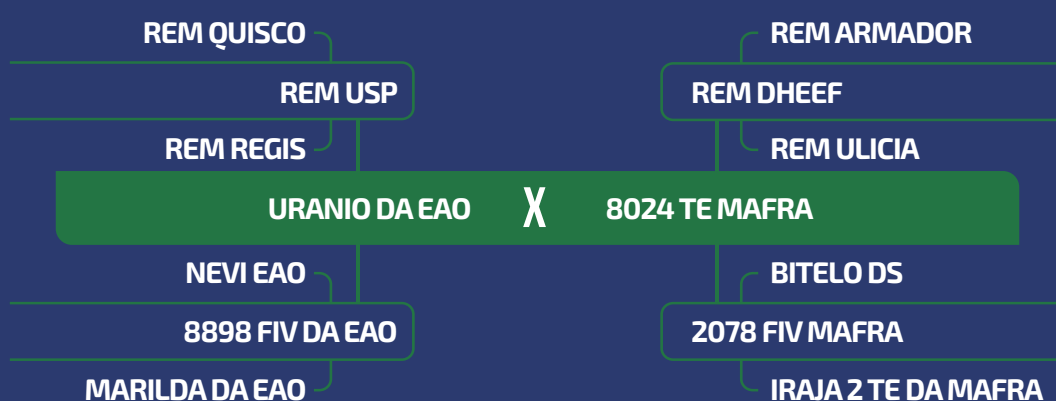 REM QUISCO
REM ARMADOR
REM USP
REM DHEEF
REM REGIS
REM ULICIA
URANIO DA EAO X 8024 TE MAFRA
NEVI EAO
BITELO DS
8898 FIV DA EAO
2078 FIV MAFRA
MARILDA DA EAO
IRAJA 2 TE DA MAFRA